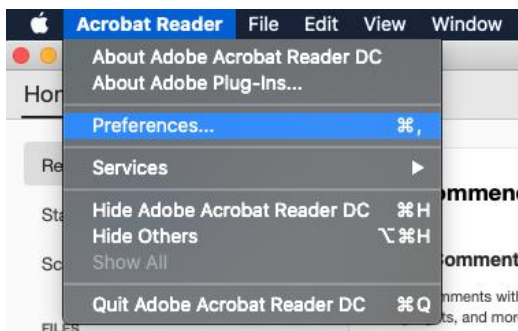 Acrobat Reader File Edit View Window
About Adobe Acrobat Reader DC
About Adobe Plug-Ins...
Preferences... ⌘,
Services ▶
Hide Adobe Acrobat Reader DC ⌘H
Hide Others ⌥⌘H
Show All
Quit Adobe Acrobat Reader DC ⌘Q
FILES